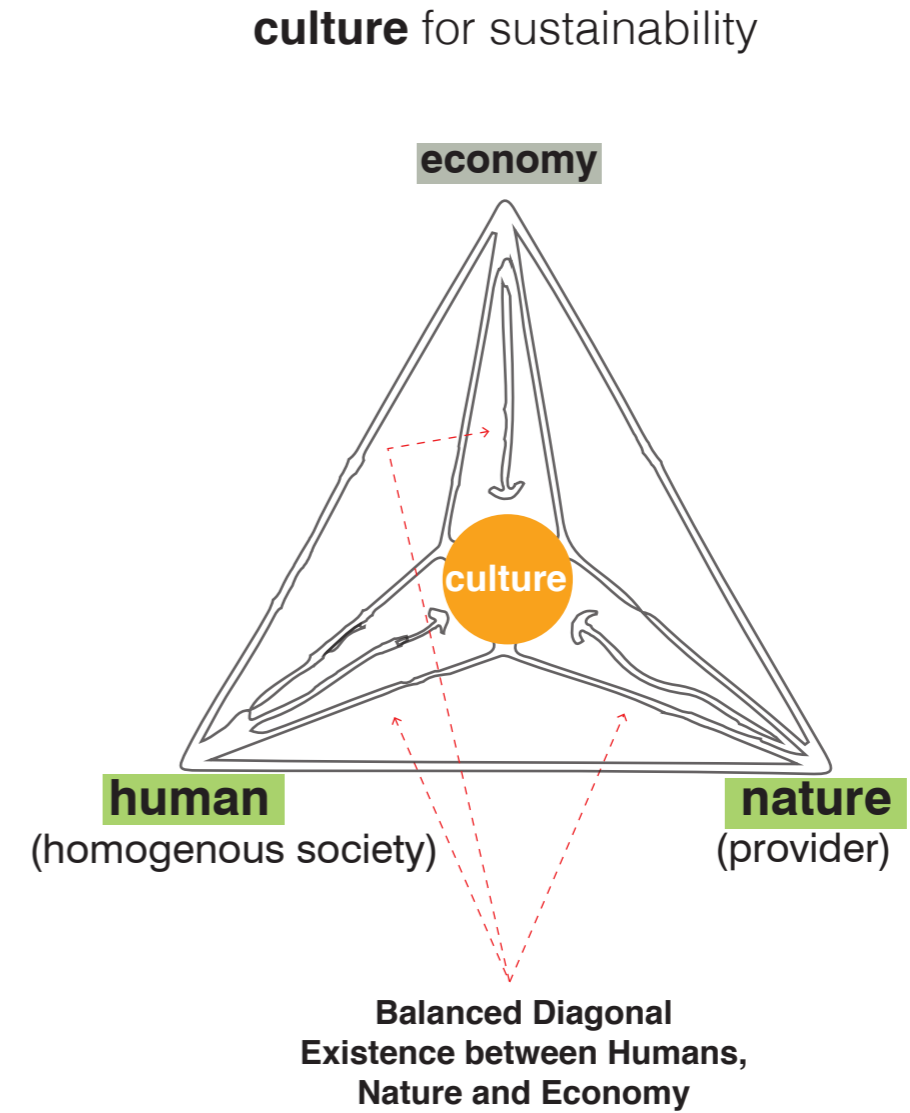 culture for sustainability
economy
culture
human
(homogenous society)
nature
(provider)
Balanced Diagonal
Existence between Humans,
Nature and Economy